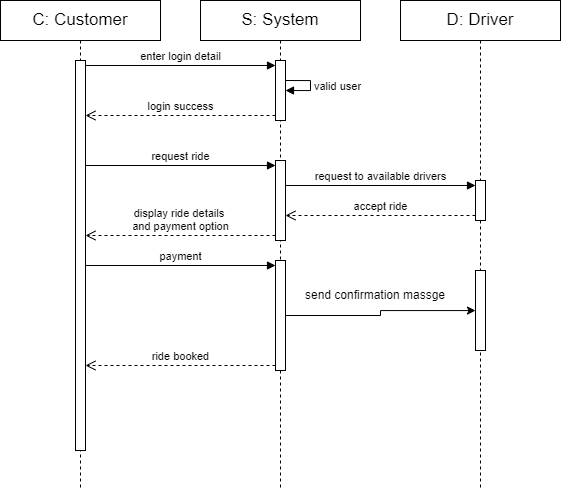 C: Customer
S: System
D: Driver
enter login detail
valid user
login success
request ride
request to available drivers
accept ride
display ride details
and payment option
payment
send confirmation massge
ride booked